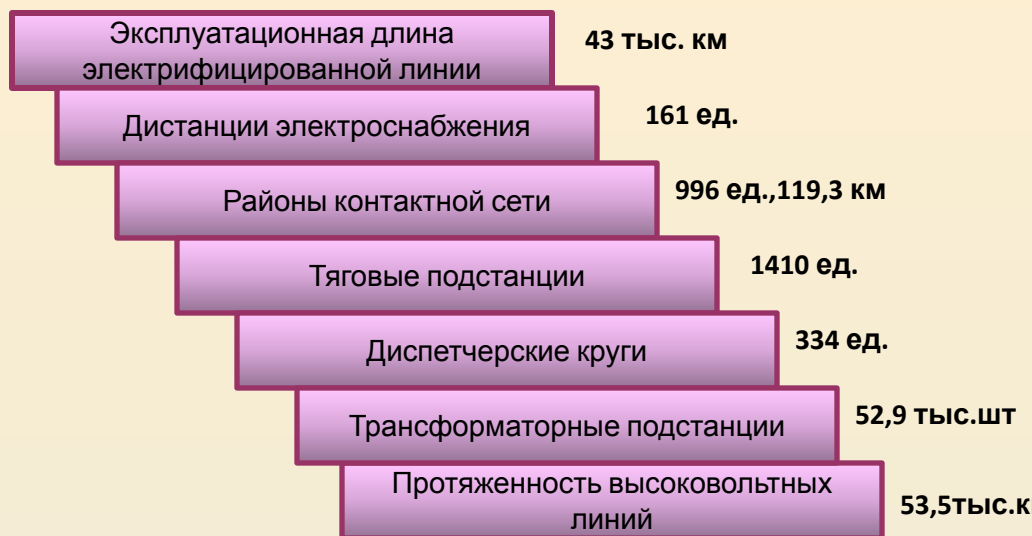 Эксплуатационная длина
электрифицированной линии
43 тыс. км
Дистанции электроснабжения
161 ед.
Районы контактной сети
996 ед.,119,3 км
Тяговые подстанции
1410 ед.
Диспетчерские круги
334 ед.
Трансформаторные подстанции
52,9 тыс.шт
Протяженность высоковольтных
линий
53,5тыс.к